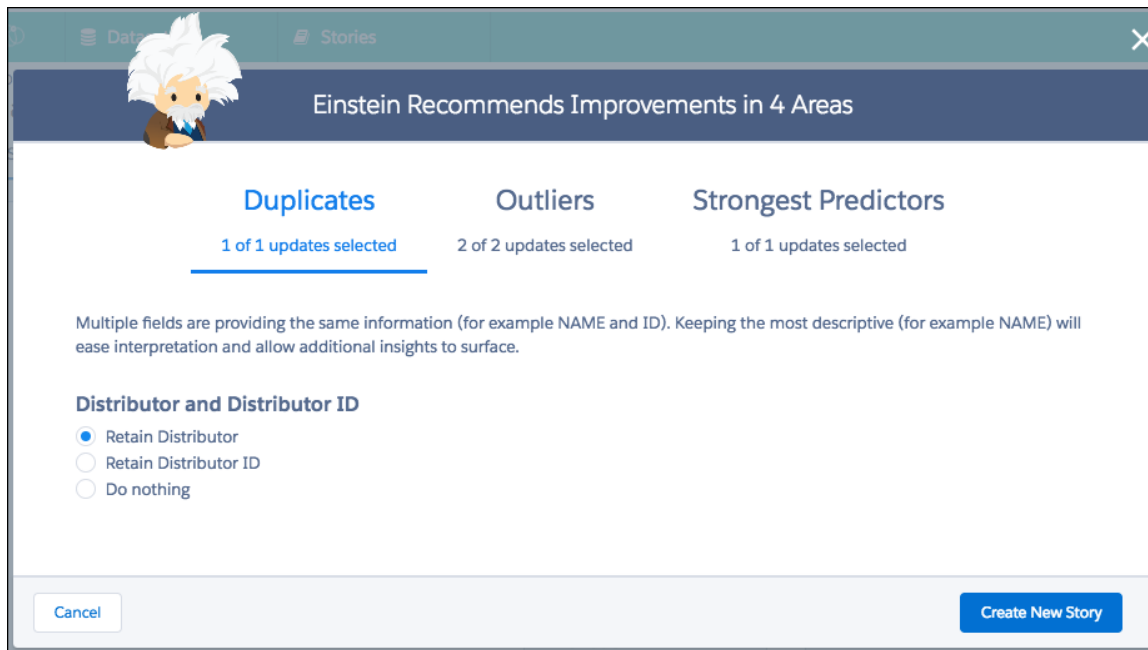 Data
Stories
Einstein Recommends Improvements in 4 Areas
Duplicates
1 of 1 updates selected
Outliers
2 of 2 updates selected
Strongest Predictors
1 of 1 updates selected
Multiple fields are providing the same information (for example NAME and ID). Keeping the most descriptive (for example NAME) will
ease interpretation and allow additional insights to surface.
Distributor and Distributor ID
Retain Distributor
Retain Distributor ID
Do nothing
Cancel
Create New Story